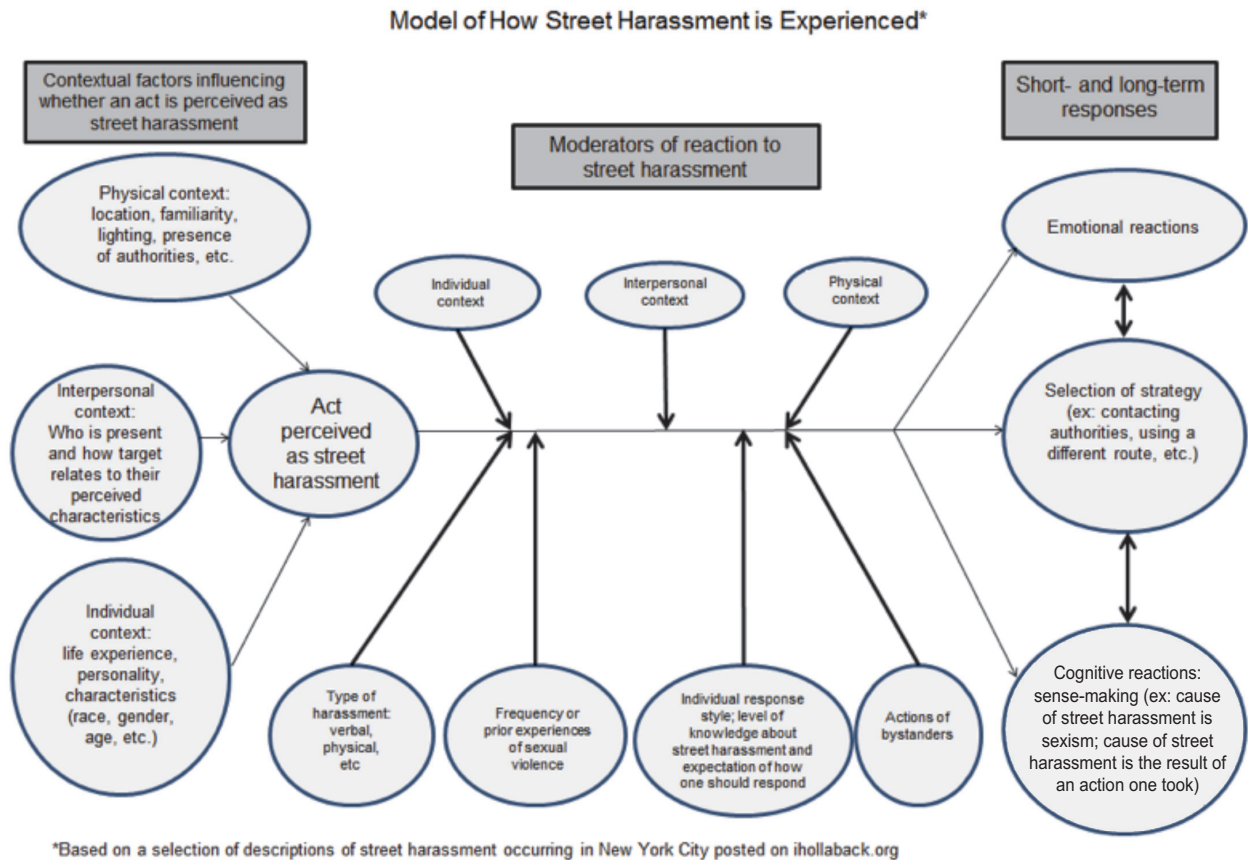 Model of How Street Harassment is Experienced*
Contextual factors influencing
whether an act is perceived as
street harassment
Physical context:
location, familiarity,
lighting, presence
of authorities, etc.
Interpersonal
context:
Who is present
and how target
relates to their
perceived
characteristics
Individual
context:
life experience,
personality,
characteristics
(race, gender,
age, etc.)
Act
perceived
as street
harassment
Moderators of reaction to
street harassment
Individual
context
Interpersonal
context
Physical
context
Type of
harassment:
verbal,
physical,
etc
Frequency or
prior experiences
of sexual
violence
Individual response
style; level of
knowledge about
street harassment and
expectation of how
one should respond
Actions of
bystanders
Short- and long-term
responses
Emotional reactions
Selection of strategy
(ex: contacting
authorities, using a
different route, etc.)
Cognitive reactions:
sense-making (ex: cause
of street harassment is
sexism; cause of street
harassment is the result of
an action one took)
*Based on a selection of descriptions of street harassment occurring in New York City posted on ihollaback.org